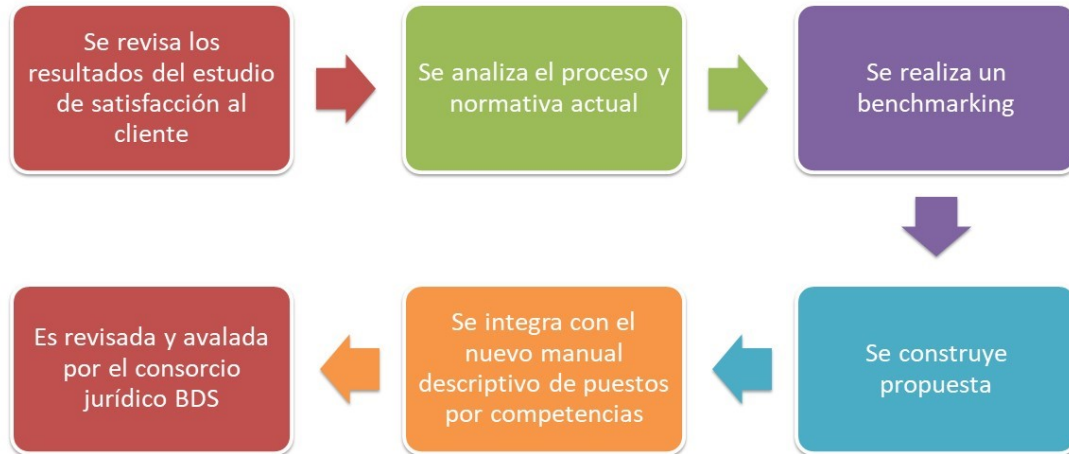 Se revisa los
resultados del estudio
de satisfacción al
cliente
Se analiza el proceso y
normativa actual
Se realiza un
benchmarking
Se construye
propuesta
Se integra con el
nuevo manual
descriptivo de puestos
por competencias
Es revisada y avalada
por el consorcio
jurídico BDS